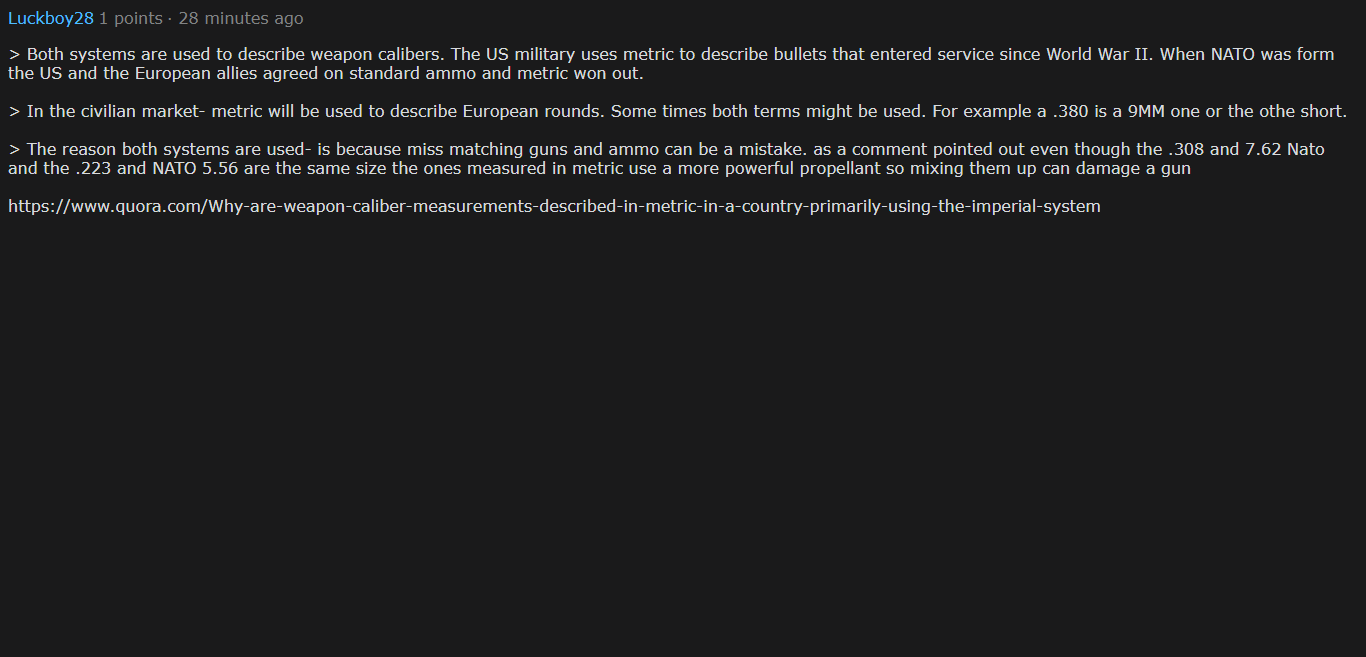 Luckboy28 1 points · 28 minutes ago
> Both systems are used to describe weapon calibers. The US military uses metric to describe bullets that entered service since World War II. When NATO was form
the US and the European allies agreed on standard ammo and metric won out.
> In the civilian market- metric will be used to describe European rounds. Some times both terms might be used. For example a .380 is a 9MM one or the othe short.
> The reason both systems are used- is because miss matching guns and ammo can be a mistake. as a comment pointed out even though the .308 and 7.62 Nato
and the .223 and NATO 5.56 are the same size the ones measured in metric use a more powerful propellant so mixing them up can damage a gun
https://www.quora.com/Why-are-weapon-caliber-measurements-described-in-metric-in-a-country-primarily-using-the-imperial-system